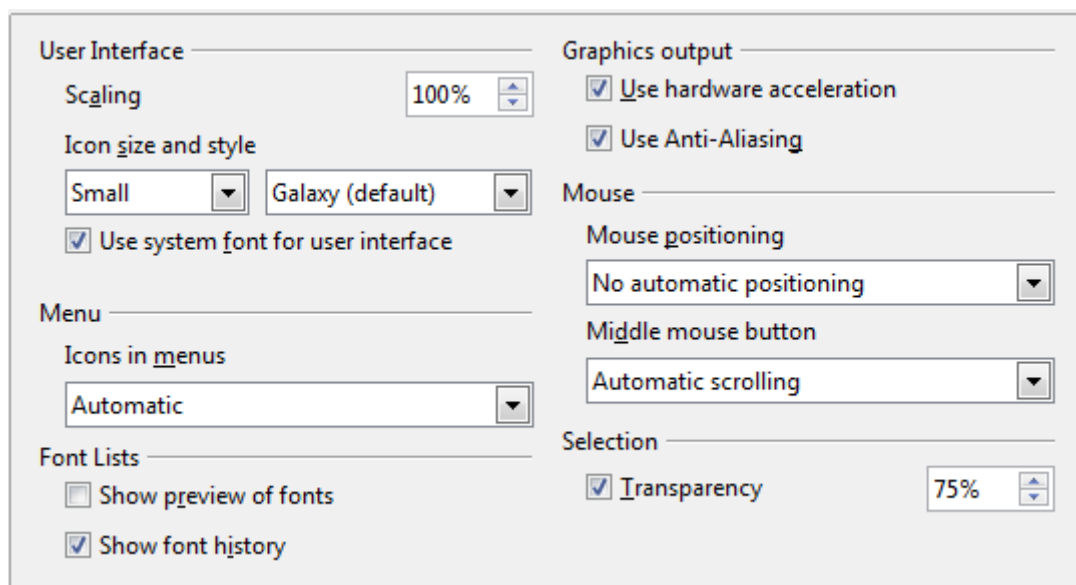 User Interface
Scaling 100%
Icon size and style
Small Galaxy (default)
Use system font for user interface
Menu
Icons in menus
Automatic
Font Lists
Show preview of fonts
Show font history
Graphics output
Use hardware acceleration
Use Anti-Aliasing
Mouse
Mouse positioning
No automatic positioning
Middle mouse button
Automatic scrolling
Selection
Transparency 75%